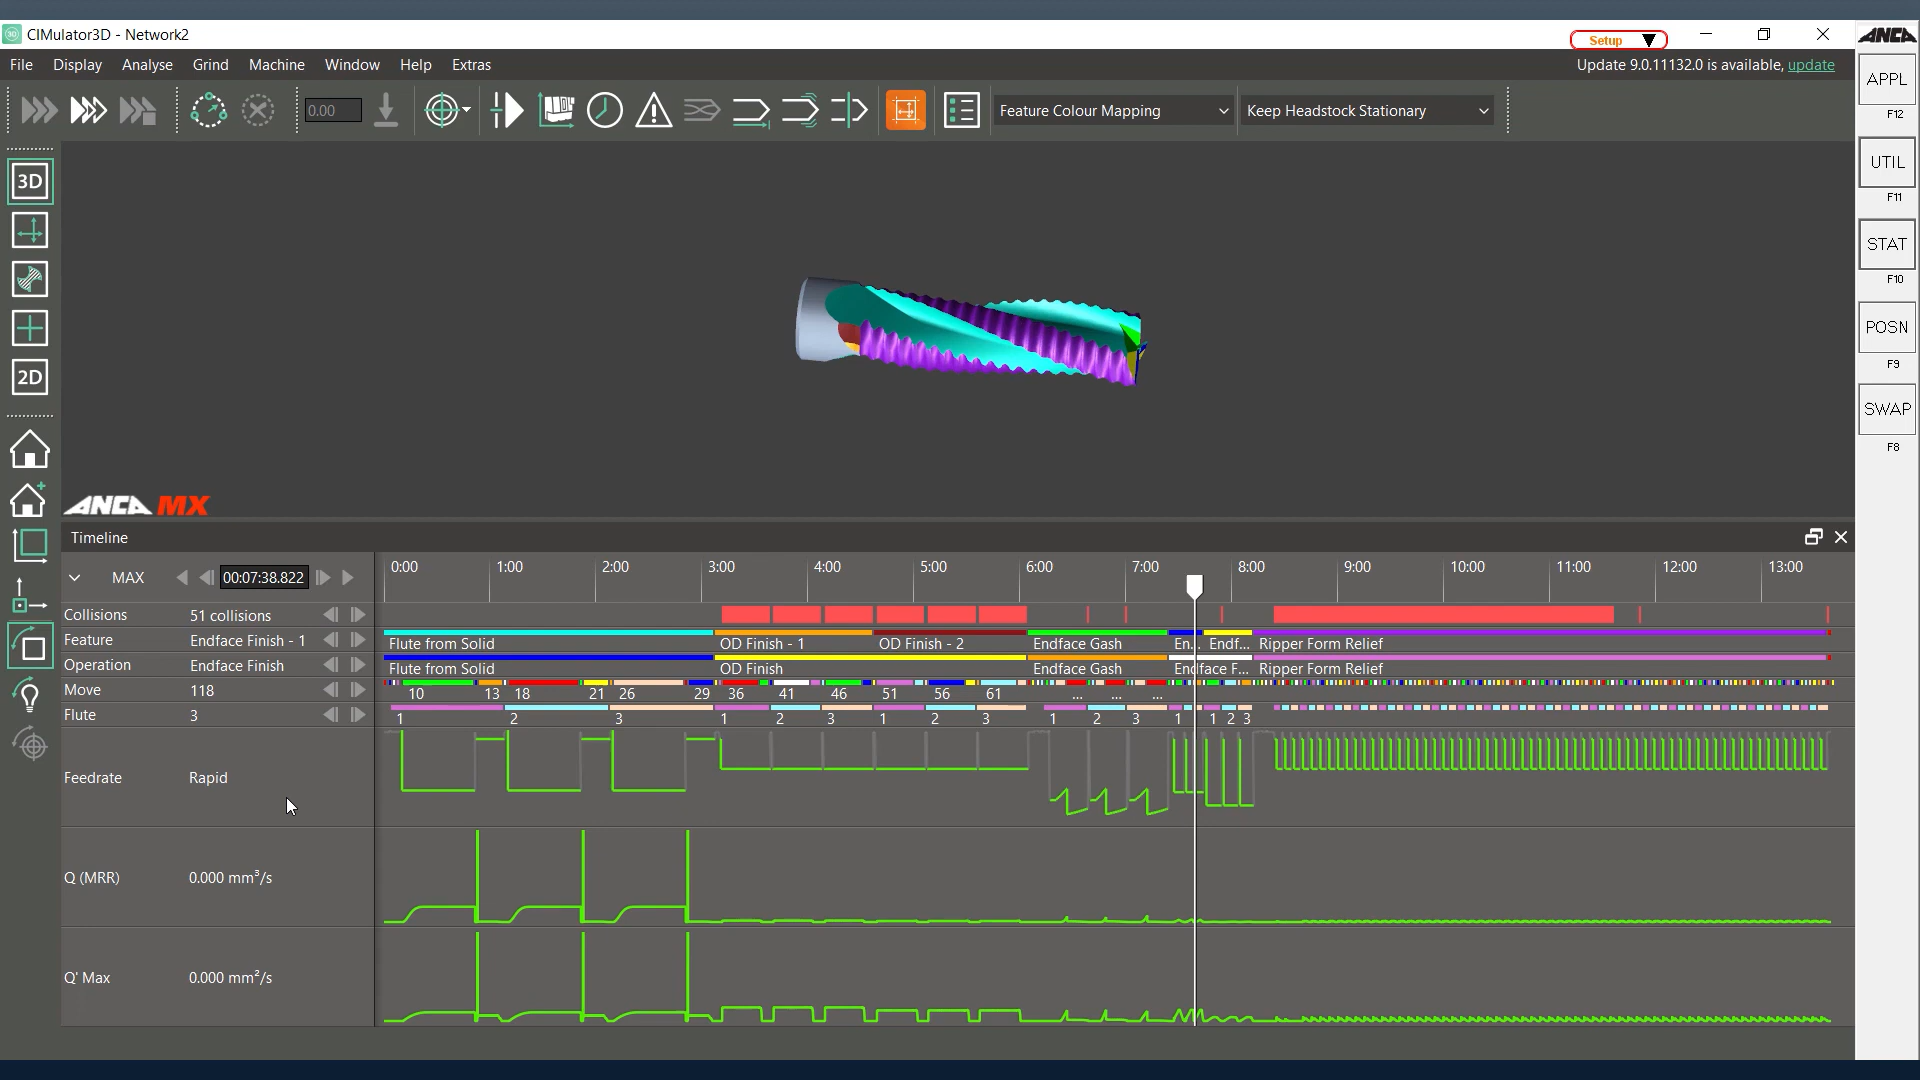 CIMulator3D - Network2
Setup
ANCA
File Display Analyse Grind Machine Window Help Extras
Update 9.0.11132.0 is available, update
APPL
F12
0.00
Feature Colour Mapping
Keep Headstock Stationary
UTIL
F11
3D
STAT
F10
POSN
F9
2D
SWAP
F8
ANCA MX
Timeline
MAX 00:07:38.822
0:00 1:00 2:00 3:00 4:00 5:00 6:00 7:00 8:00 9:00 10:00 11:00 12:00 13:00
Collisions 51 collisions
Feature Endface Finish - 1
Flute from Solid OD Finish - 1 OD Finish - 2 Endface Gash En... Endf... Ripper Form Relief
Operation Endface Finish
Flute from Solid OD Finish Endface Gash Endface F... Ripper Form Relief
Move 118
10 13 18 21 26 29 36 41 46 51 56 61 ... ... ...
Flute 3
1 2 3 1 2 3 1 2 3 1 2 3 1 1 2 3
Feedrate Rapid
Q (MRR) 0.000 mm³/s
Q' Max 0.000 mm²/s